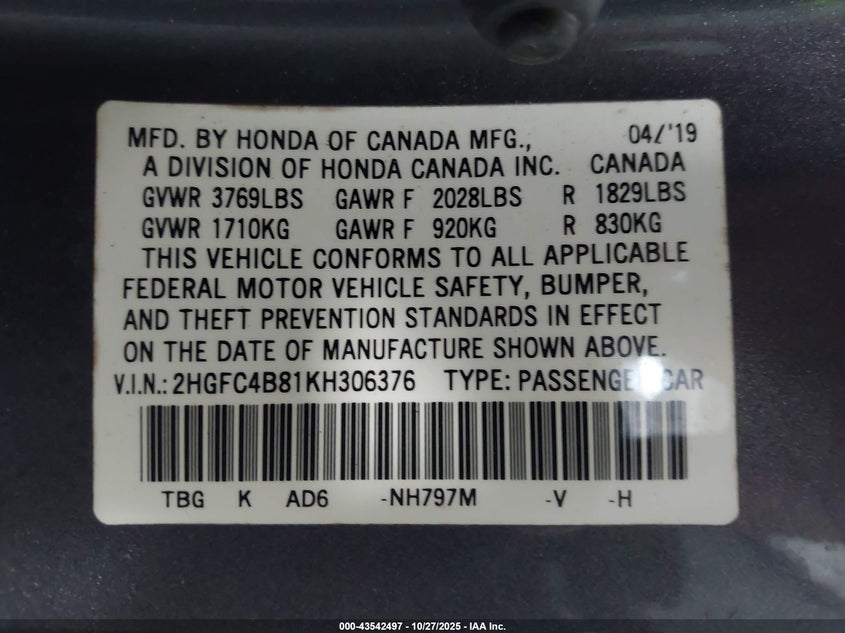 MFD. BY HONDA OF CANADA MFG., 04/'19
A DIVISION OF HONDA CANADA INC. CANADA
GVWR 3769LBS GAWR F 2028LBS R 1829LBS
GVWR 1710KG GAWR F 920KG R 830KG
THIS VEHICLE CONFORMS TO ALL APPLICABLE
FEDERAL MOTOR VEHICLE SAFETY, BUMPER,
AND THEFT PREVENTION STANDARDS IN EFFECT
ON THE DATE OF MANUFACTURE SHOWN ABOVE.
V.I.N.: 2HGFC4B81KH306376 TYPE: PASSENGER CAR
TBG K AD6 -NH797M -V -H
000-43542497 - 10/27/2025 - IAA Inc.